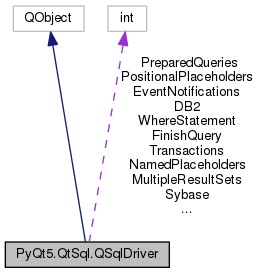 QObject
int
PreparedQueries
PositionalPlaceholders
EventNotifications
DB2
WhereStatement
FinishQuery
Transactions
NamedPlaceholders
MultipleResultSets
Sybase
...
PyQt5.QtSql.QSqlDriver